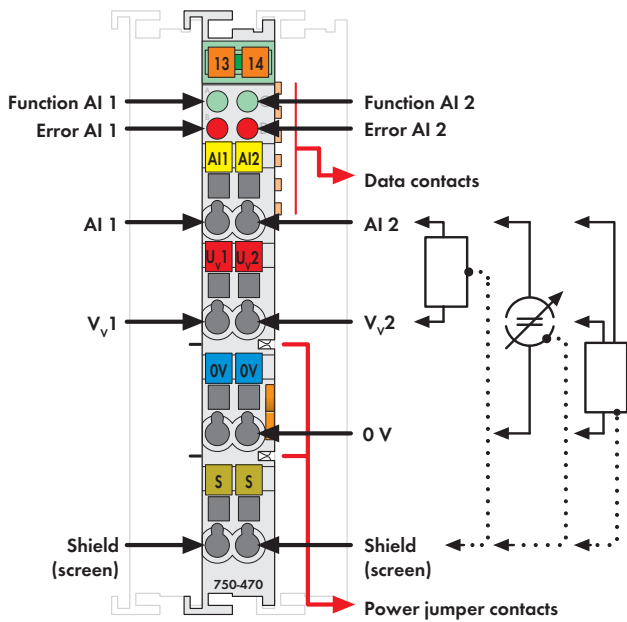 13 14
Function AI 1
Function AI 2
Error AI 1
Error AI 2
AI1 AI2
Data contacts
AI 1
AI 2
Uv1 Uv2
Vv1
Vv2
0V 0V
0 V
S S
Shield
(screen)
Shield
(screen)
750-470
Power jumper contacts